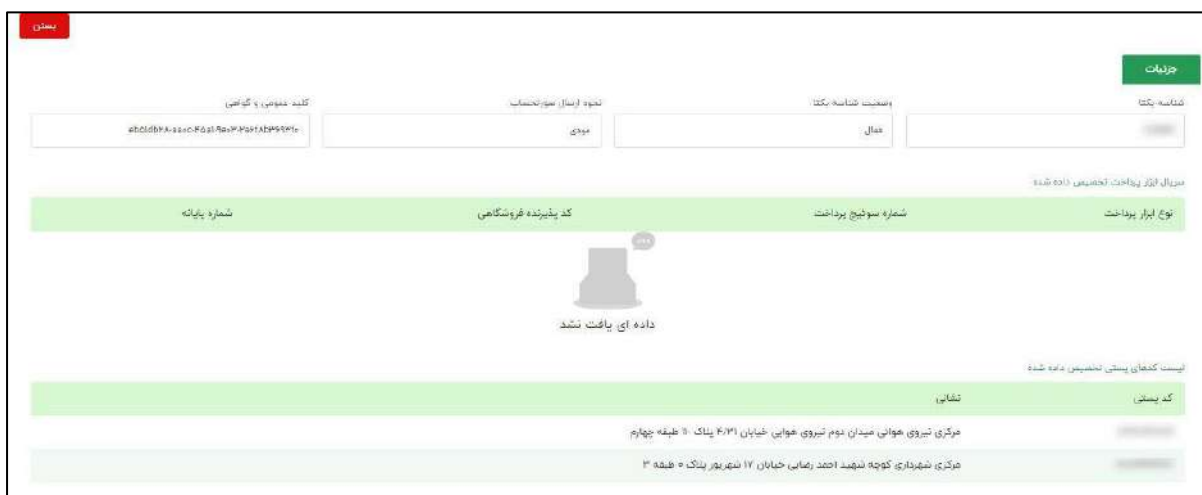 بستن
جزئیات
شناسه یکتا
وضعیت شناسه یکتا
نحوه ارسال صورتحساب
کلید عمومی و گواهی
فعال
مودی
سریال ابزار پرداخت تخصیص داده شده
نوع ابزار پرداخت
شماره سوئیچ پرداخت
کد پذیرنده فروشگاهی
شماره پایانه
داده ای یافت نشد
لیست کدهای پستی تخصیص داده شده
کد پستی
نشانی
مرکزی نیروی هوائی میدان دوم نیروی هوایی خیابان ۴/۳۱ پلاک طبقه چهارم
مرکزی شهرداری کوچه شهید احمد رضایی خیابان ۱۷ شهریور پلاک ۰ طبقه ۳